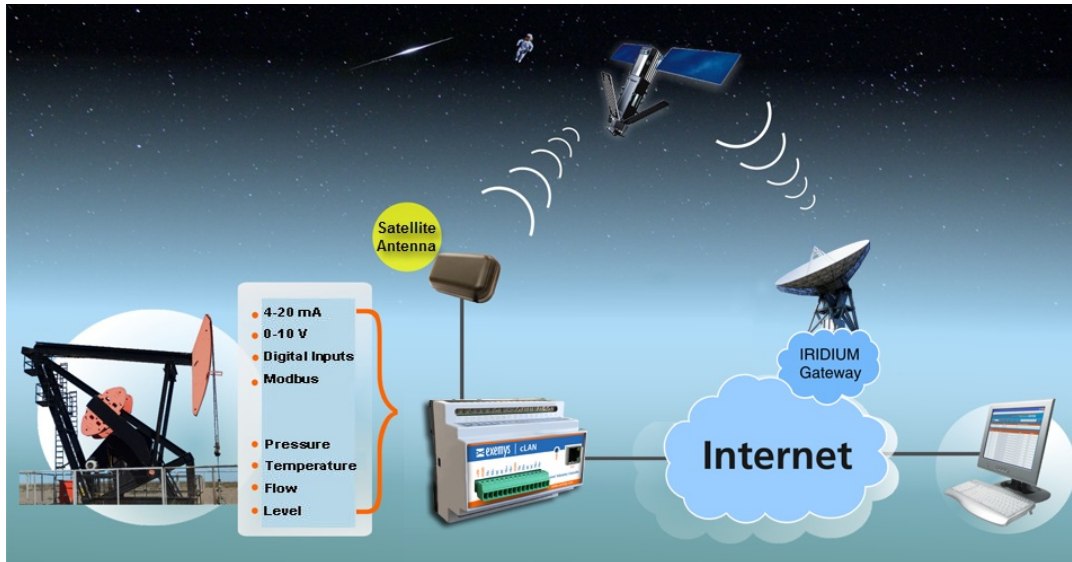 Satellite
Antenna
4-20 mA
0-10 V
Digital Inputs
Modbus
Pressure
Temperature
Flow
Level
exemys | cLAN
IRIDIUM
Gateway
Internet